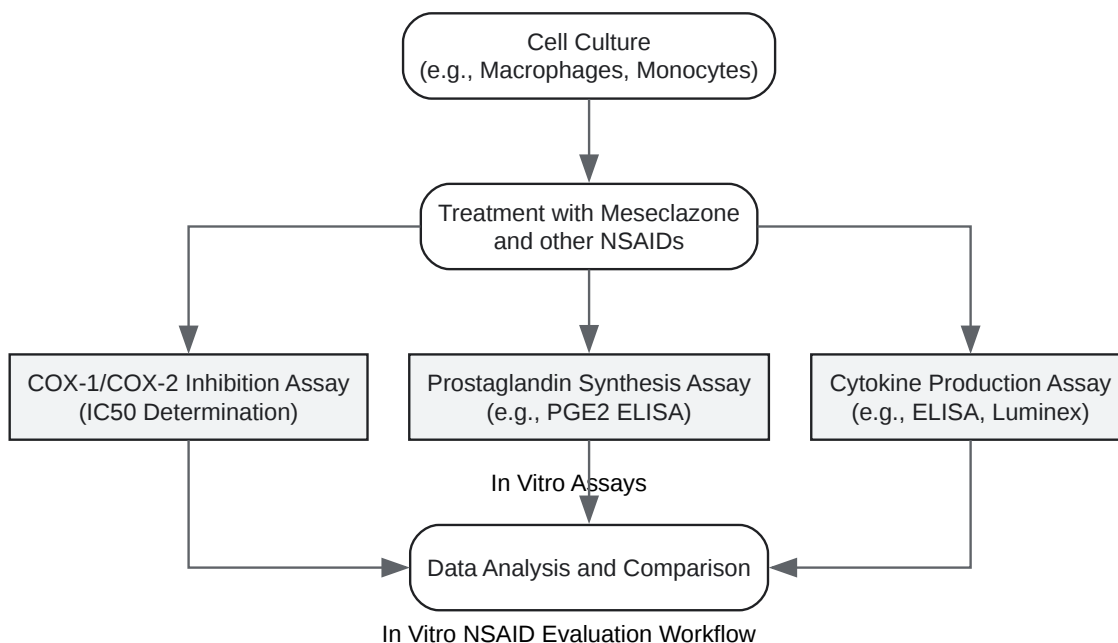 Cell Culture
(e.g., Macrophages, Monocytes)
Treatment with Meseclazone
and other NSAIDs
COX-1/COX-2 Inhibition Assay
(IC50 Determination)
Prostaglandin Synthesis Assay
(e.g., PGE2 ELISA)
Cytokine Production Assay
(e.g., ELISA, Luminex)
In Vitro Assays
Data Analysis and Comparison
In Vitro NSAID Evaluation Workflow